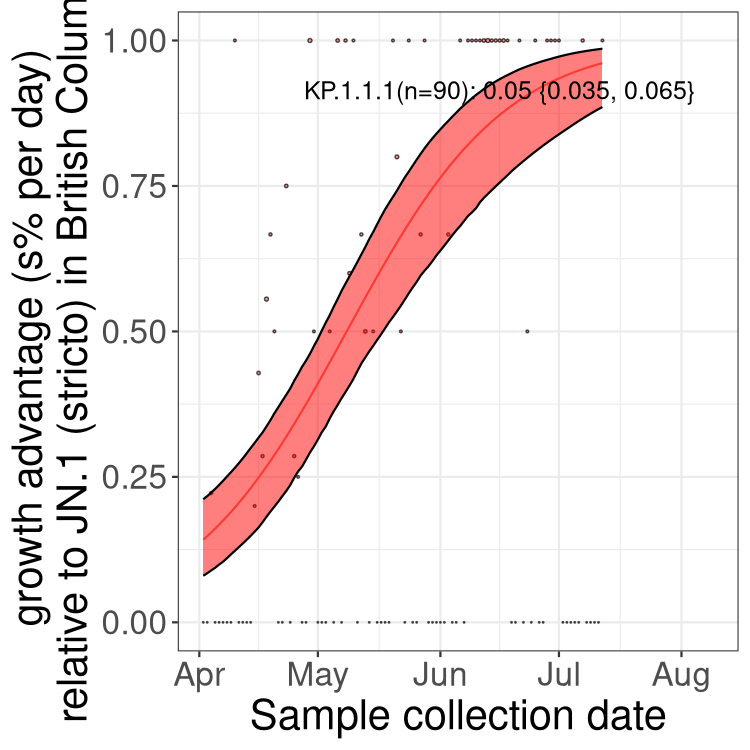 growth advantage (s% per day)
relative to JN.1 (stricto) in British Colum
1.00
0.75
0.50
0.25
0.00
KP.1.1.1(n=90): 0.05 {0.035, 0.065}
Apr May Jun Jul Aug
Sample collection date